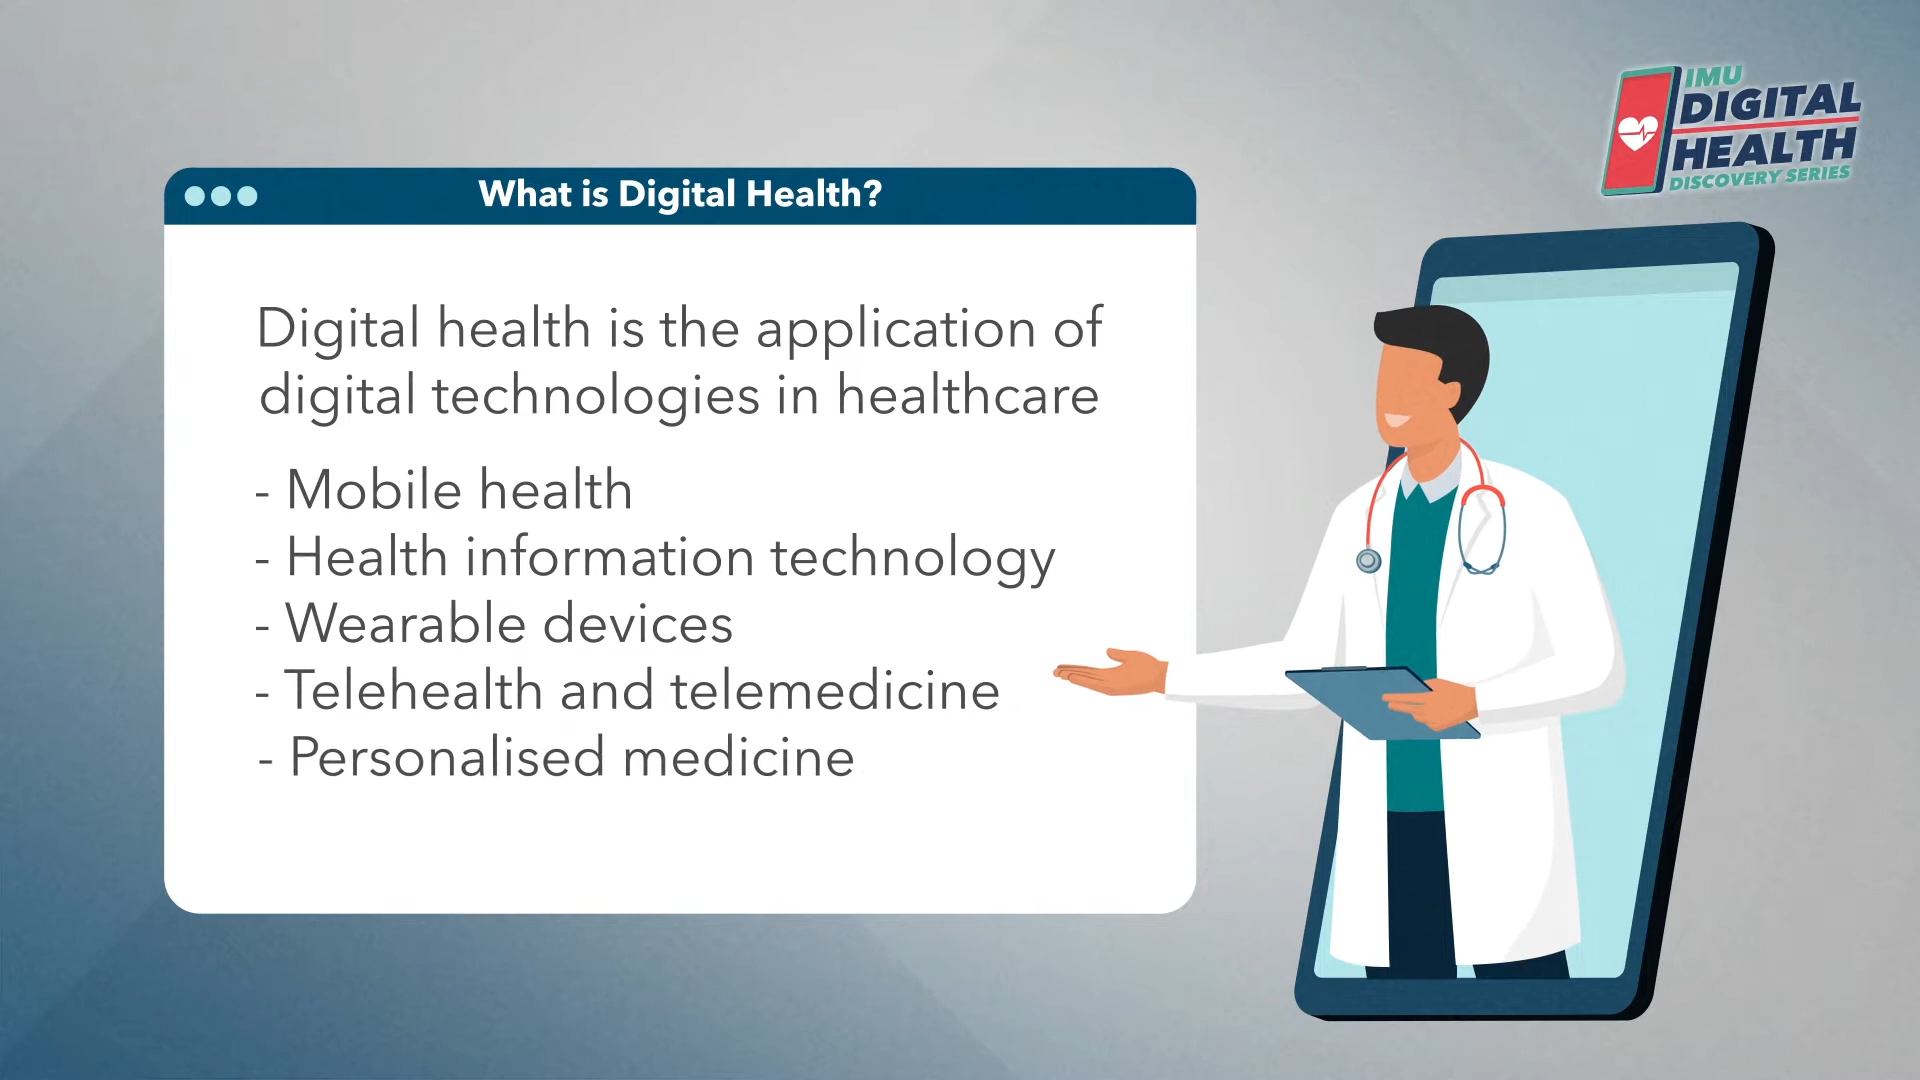 IMU
DIGITAL
HEALTH
DISCOVERY SERIES
What is Digital Health?
Digital health is the application of
digital technologies in healthcare
- Mobile health
- Health information technology
- Wearable devices
- Telehealth and telemedicine
- Personalised medicine